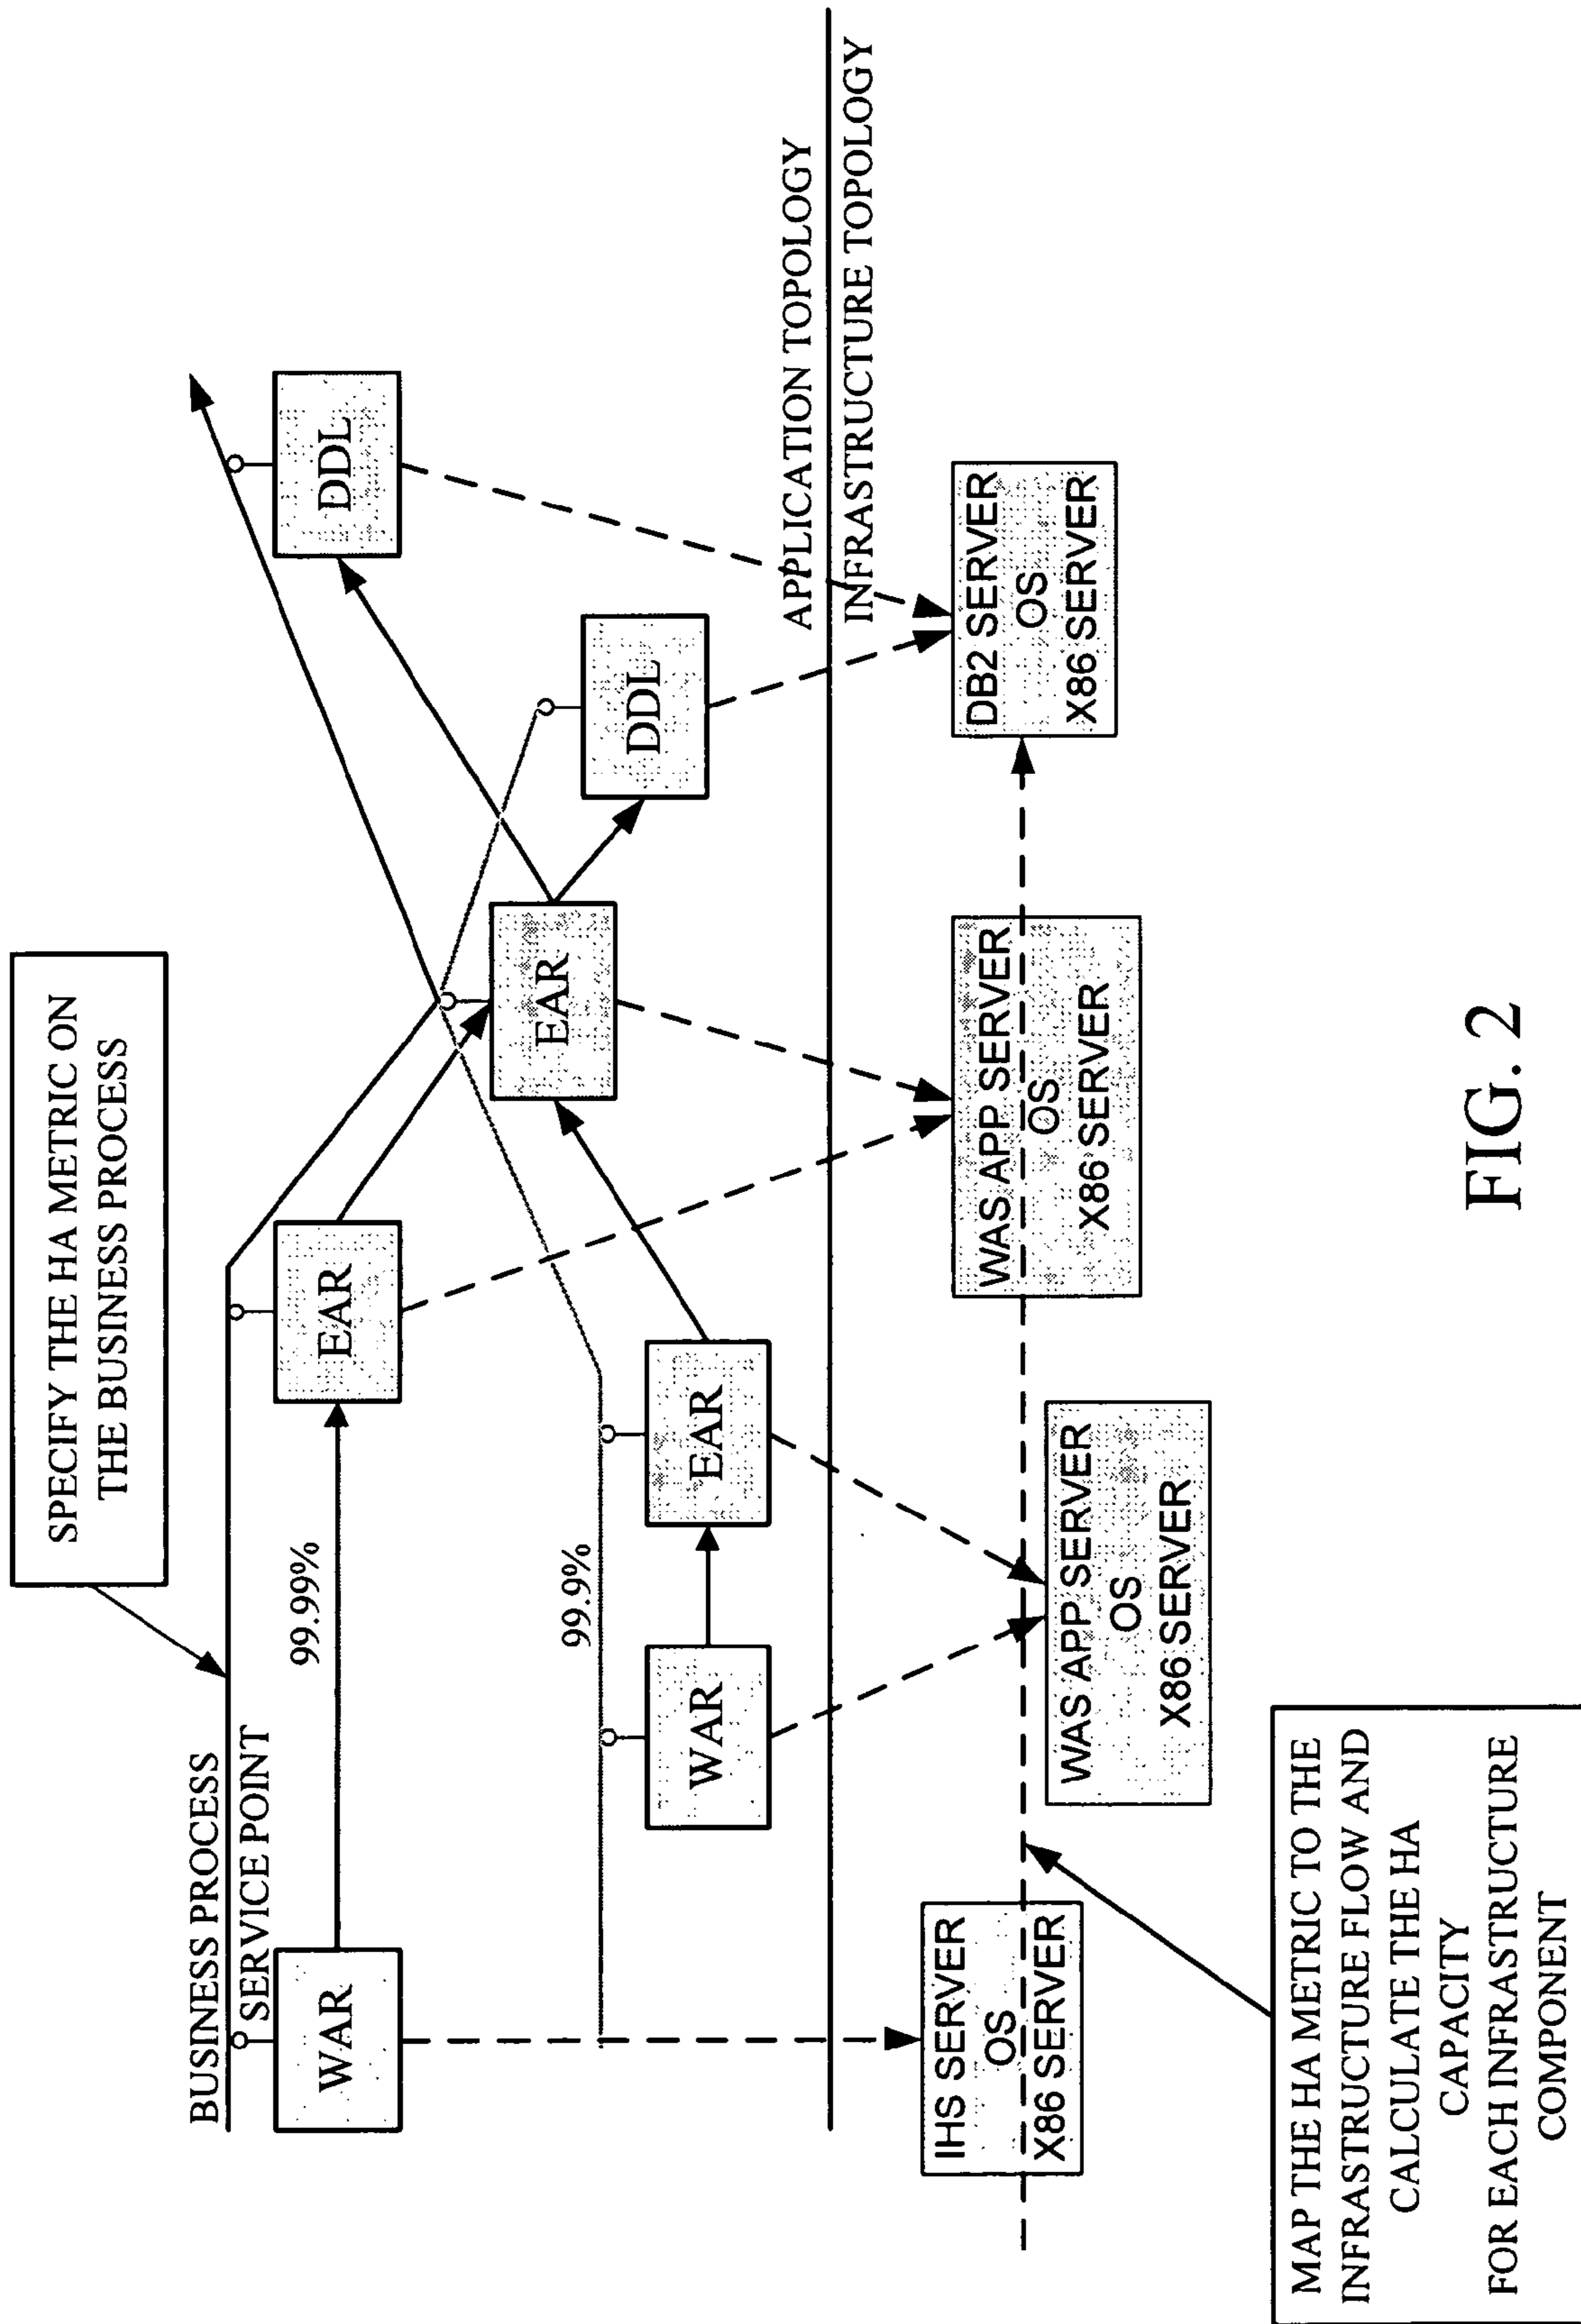 SPECIFY THE HA METRIC ON
THE BUSINESS PROCESS
BUSINESS PROCESS
SERVICE POINT
WAR
99.99%
EAR
DDL
99.9%
WAR
EAR
EAR
DDL
APPLICATION TOPOLOGY
INFRASTRUCTURE TOPOLOGY
IHS SERVER
OS
X86 SERVER
WAS APP SERVER
OS
X86 SERVER
WAS APP SERVER
OS
X86 SERVER
DB2 SERVER
OS
X86 SERVER
MAP THE HA METRIC TO THE
INFRASTRUCTURE FLOW AND
CALCULATE THE HA
CAPACITY
FOR EACH INFRASTRUCTURE
COMPONENT
FIG. 2